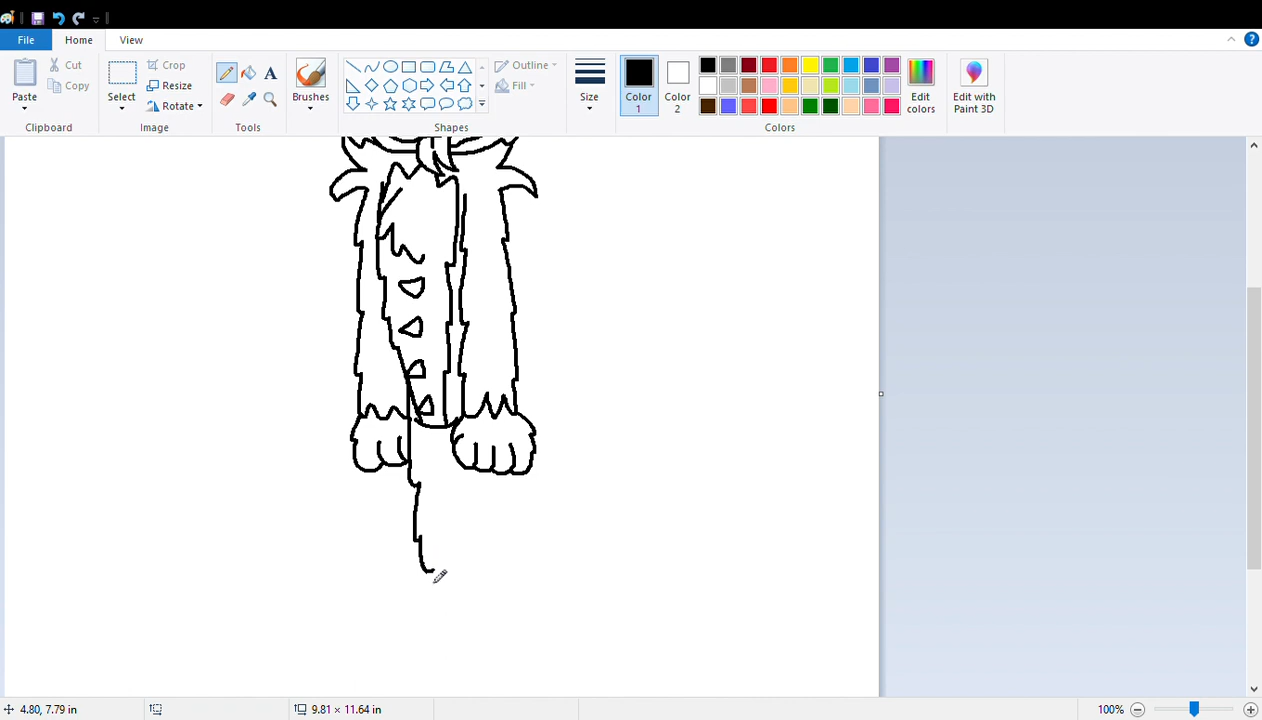 File Home View
Cut Crop Outline
Copy Resize Fill
Paste Select Rotate Brushes Size Color 1 Color 2 Edit colors Edit with Paint 3D
A
Clipboard Image Tools Shapes Colors
4.80, 7.79 in 9.81 × 11.64 in 100%